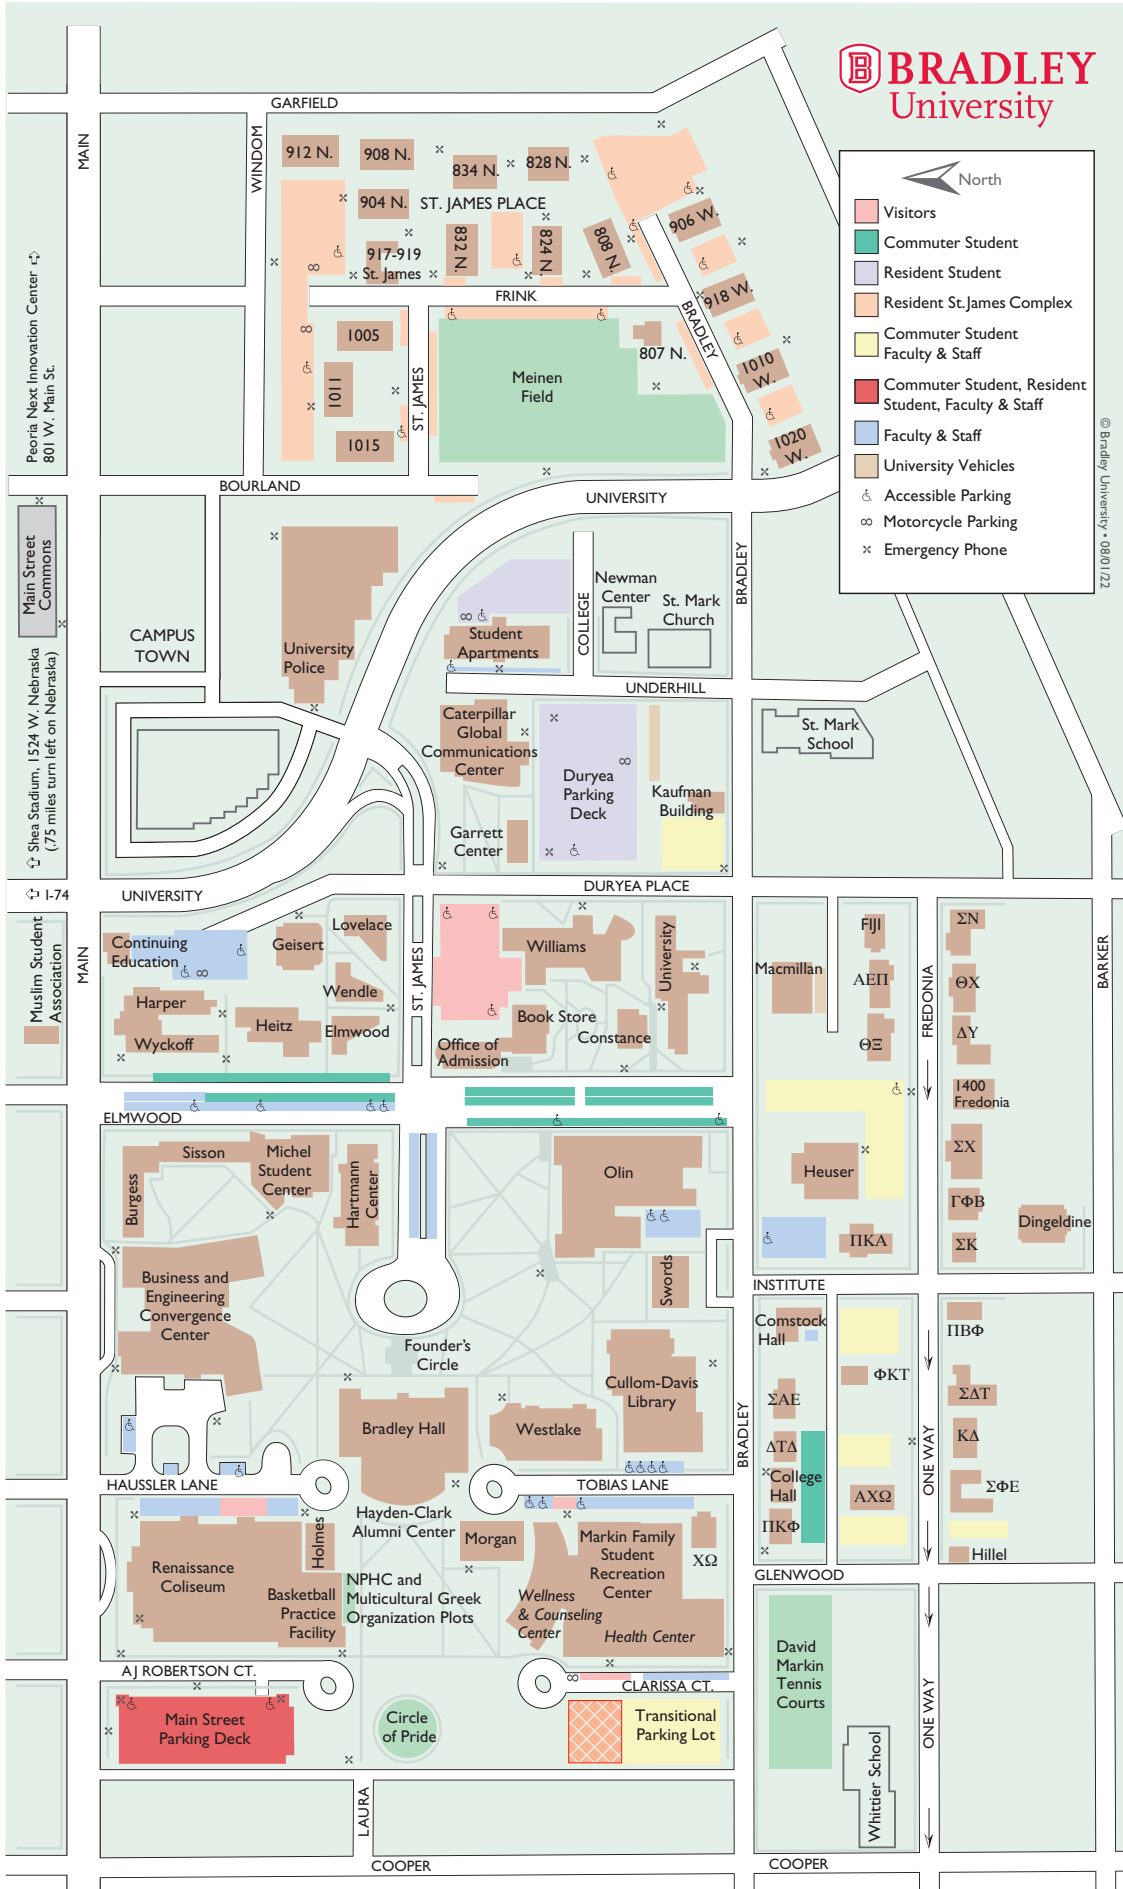 BRADLEY
University
North
Visitors
Commuter Student
Resident Student
Resident St.James Complex
Commuter Student
Faculty & Staff
Commuter Student, Resident
Student, Faculty & Staff
Faculty & Staff
University Vehicles
Accessible Parking
Motorcycle Parking
Emergency Phone
© Bradley University • 08/01/22
GARFIELD
MAIN
WINDOM
912 N.
908 N.
834 N.
828 N.
904 N.
ST. JAMES PLACE
906 W.
917-919
St. James
832 N.
824 N.
808 N.
918 W.
FRINK
BRADLEY
1005
807 N.
1010
W.
1011
ST. JAMES
Meinen
Field
1015
1020
W.
Peoria Next Innovation Center
801 W. Main St.
BOURLAND
UNIVERSITY
Main Street
Commons
CAMPUS
TOWN
University
Police
Student
Apartments
COLLEGE
Newman
Center
St. Mark
Church
BRADLEY
UNDERHILL
Shea Stadium, 1524 W. Nebraska
(.75 miles turn left on Nebraska)
Caterpillar
Global
Communications
Center
Duryea
Parking
Deck
Kaufman
Building
St. Mark
School
Garrett
Center
I-74
UNIVERSITY
DURYEA PLACE
Muslim Student
Association
MAIN
Continuing
Education
Geisert
Lovelace
Wendle
Harper
Heitz
Elmwood
Wyckoff
ST. JAMES
Williams
University
Book Store
Constance
Office of
Admission
Macmillan
FIJI
ΑΕΠ
ΘΞ
FREDONIA
ΣΝ
ΘΧ
ΔΥ
1400
Fredonia
BARKER
ELMWOOD
Sisson
Michel
Student
Center
Burgess
Hartmann
Center
Olin
Heuser
ΣΧ
ΓΦΒ
ΣΚ
ΠΚΑ
Dingeldine
Business and
Engineering
Convergence
Center
Swords
INSTITUTE
Founder's
Circle
Comstock
Hall
ΠΒΦ
ΦΚΤ
Cullom-Davis
Library
ΣΑΕ
ΣΔΤ
Bradley Hall
Westlake
BRADLEY
ΔΤΔ
ΚΔ
College
Hall
ΑΧΩ
ΣΦΕ
ONE WAY
HAUSSLER LANE
TOBIAS LANE
Hayden-Clark
Alumni Center
ΠΚΦ
Hillel
Holmes
Morgan
Markin Family
Student
Recreation
Center
ΧΩ
Renaissance
Coliseum
Basketball
Practice
Facility
NPHC and
Multicultural Greek
Organization Plots
Wellness
& Counseling
Center
Health Center
GLENWOOD
AJ ROBERTSON CT.
CLARISSA CT.
David
Markin
Tennis
Courts
Main Street
Parking Deck
Circle
of Pride
Transitional
Parking Lot
ONE WAY
Whittier School
LAURA
COOPER
COOPER